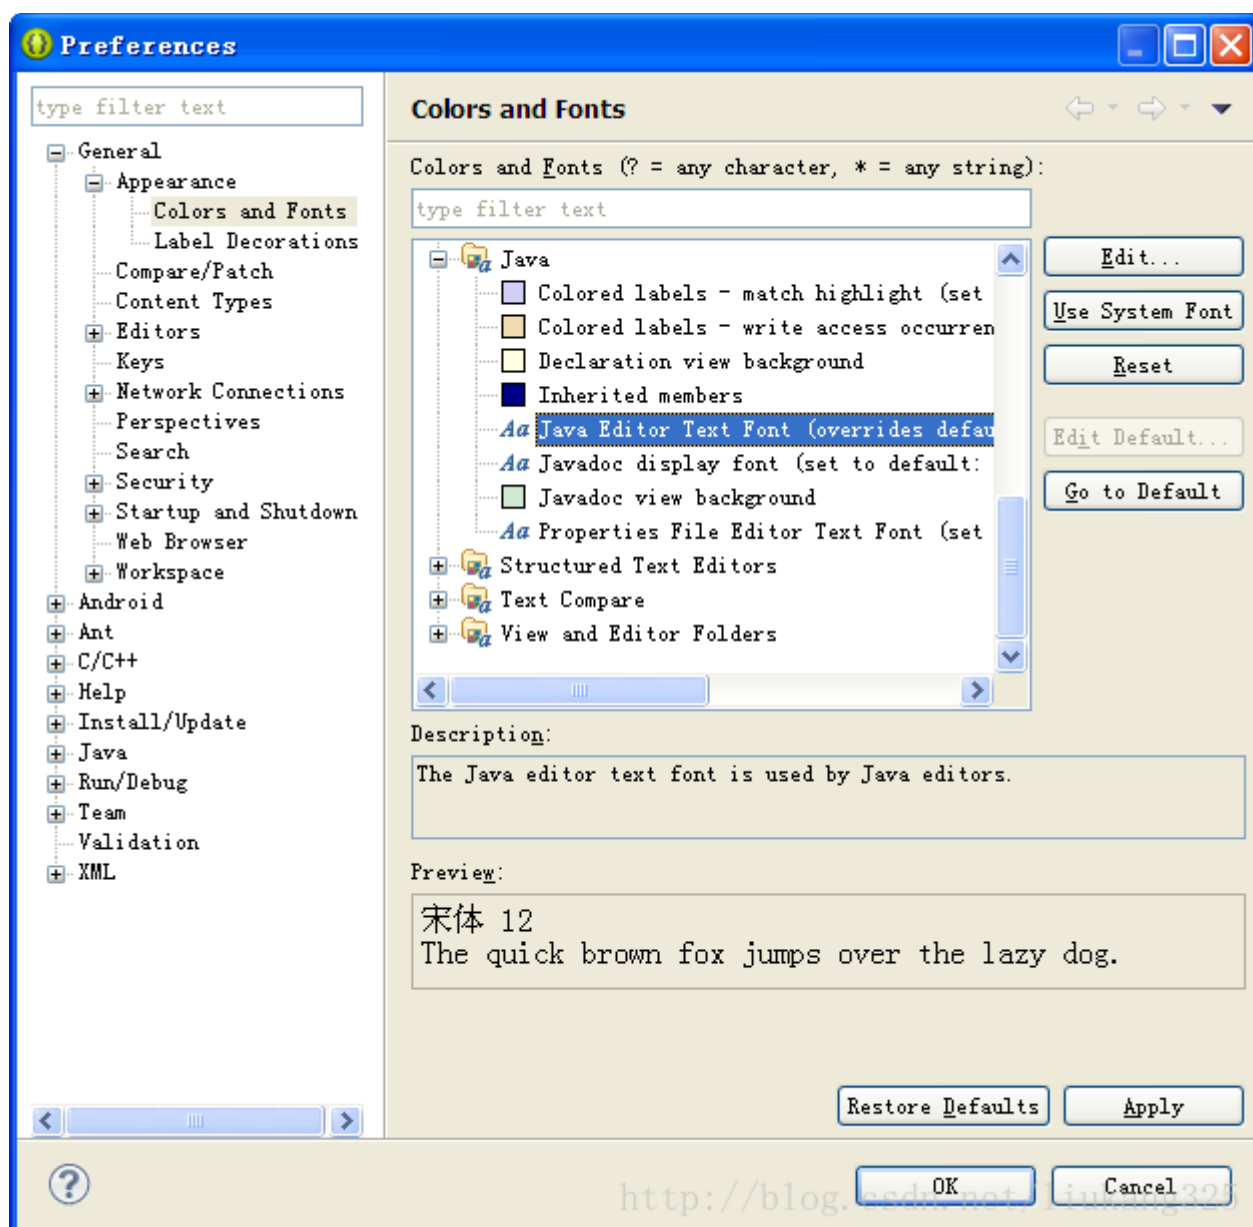 Preferences
type filter text
General
Appearance
Colors and Fonts
Label Decorations
Compare/Patch
Content Types
Editors
Keys
Network Connections
Perspectives
Search
Security
Startup and Shutdown
Web Browser
Workspace
Android
Ant
C/C++
Help
Install/Update
Java
Run/Debug
Team
Validation
XML
Colors and Fonts
Colors and Fonts (? = any character, * = any string):
type filter text
Java
Colored labels - match highlight (set
Colored labels - write access occurren
Declaration view background
Inherited members
Aa Java Editor Text Font (overrides defau
Aa Javadoc display font (set to default:
Javadoc view background
Aa Properties File Editor Text Font (set
Structured Text Editors
Text Compare
View and Editor Folders
Edit...
Use System Font
Reset
Edit Default...
Go to Default
Description:
The Java editor text font is used by Java editors.
Preview:
宋体 12
The quick brown fox jumps over the lazy dog.
Restore Defaults
Apply
OK
Cancel
http://blog.csdn.net/liukang325